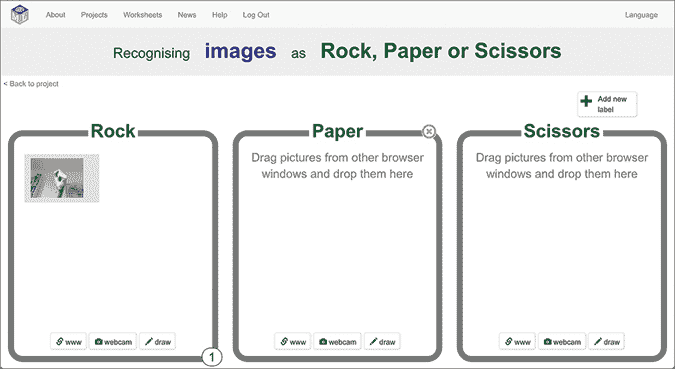 About Projects Worksheets News Help Log Out Language
Recognising images as Rock, Paper or Scissors
< Back to project
Add new
label
Rock
Paper
Scissors
Drag pictures from other browser
windows and drop them here
Drag pictures from other browser
windows and drop them here
www webcam draw
www webcam draw
www webcam draw
1